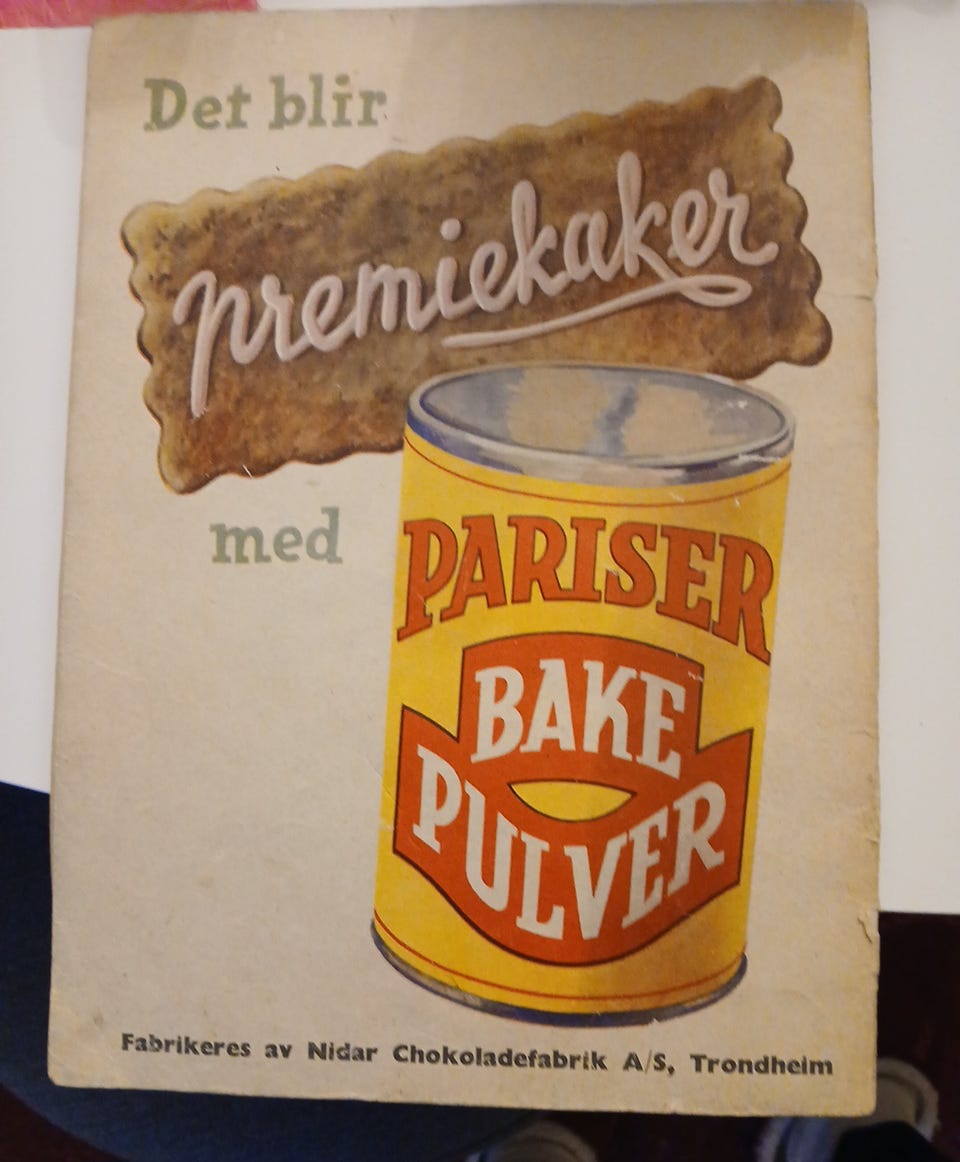 Det blir
premiekaker
med
PARISER
BAKE
PULVER
Fabrikeres av Nidar Chokoladefabrik A/S, Trondheim